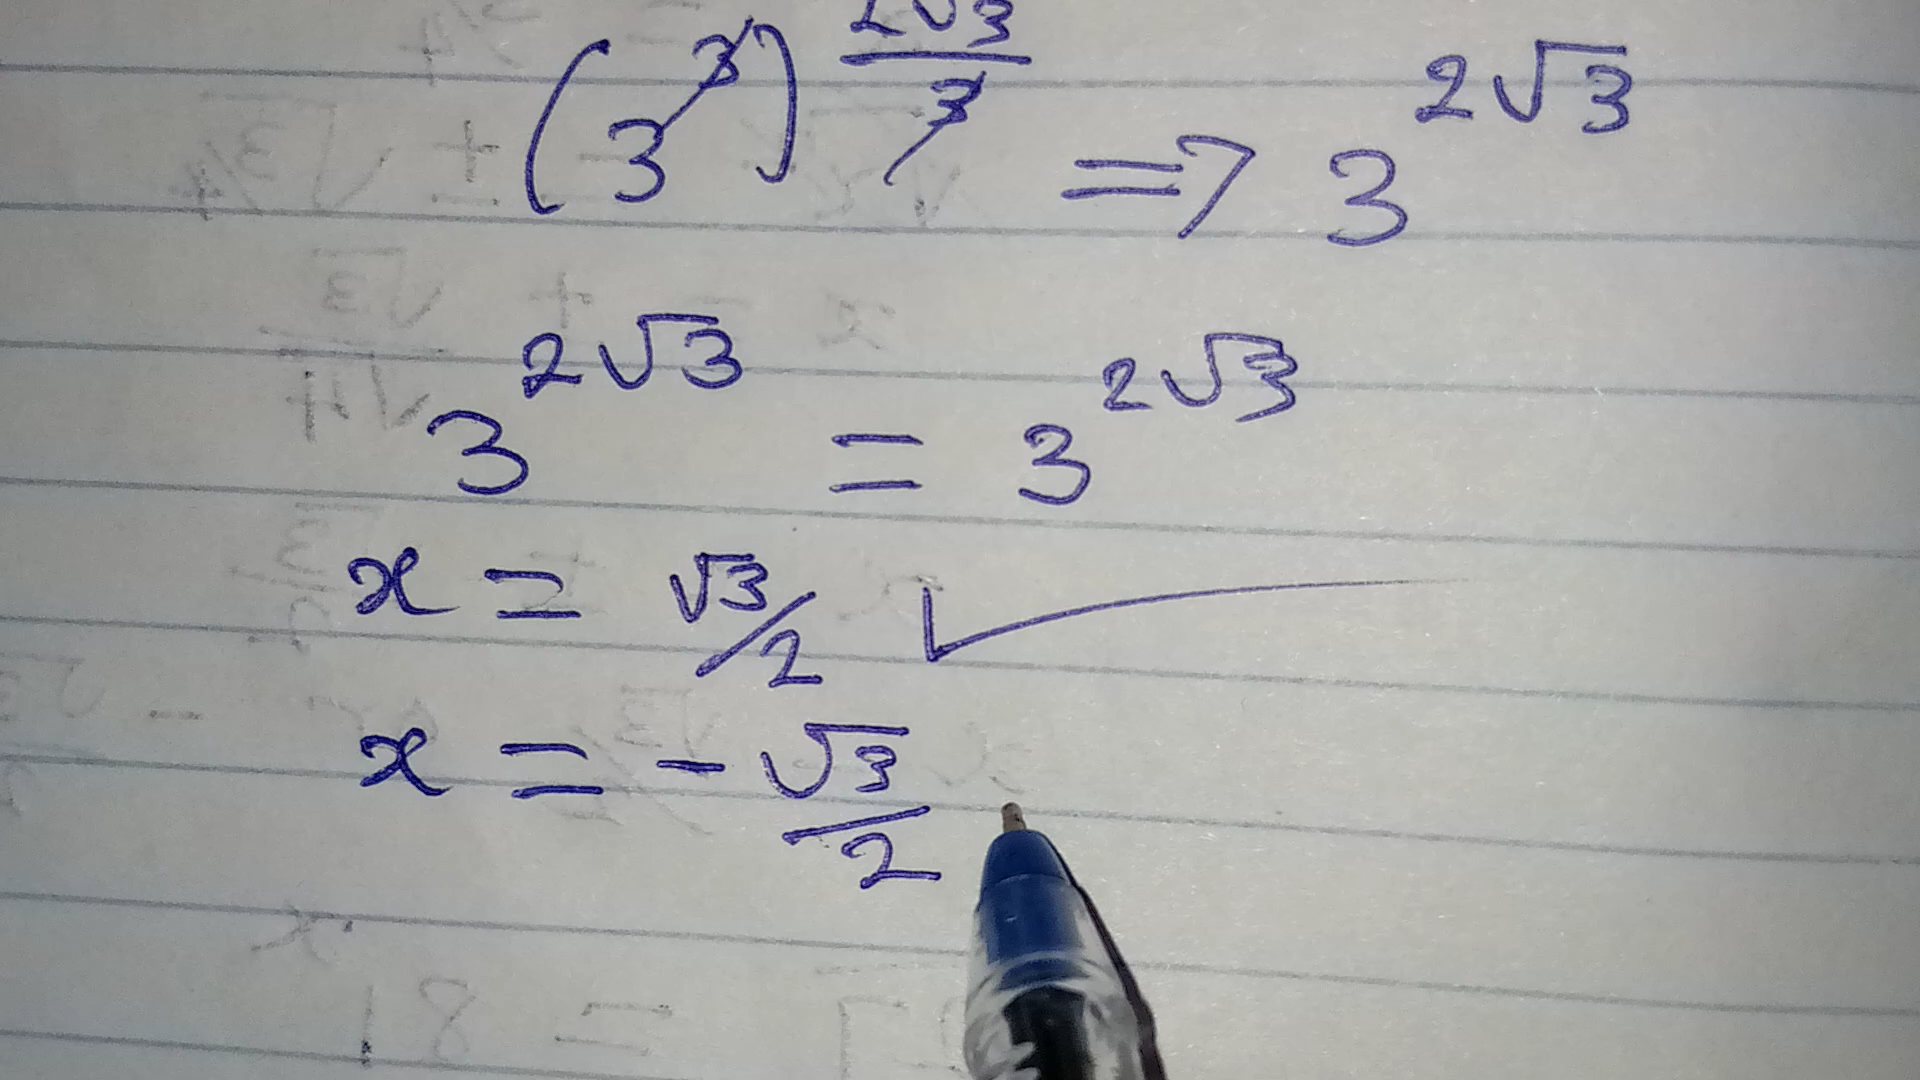 (3^3)^(2√3/3) => 3^(2√3)
3^(2√3) = 3^(2√3)
x = √3/2 ✓
x = -√3/2